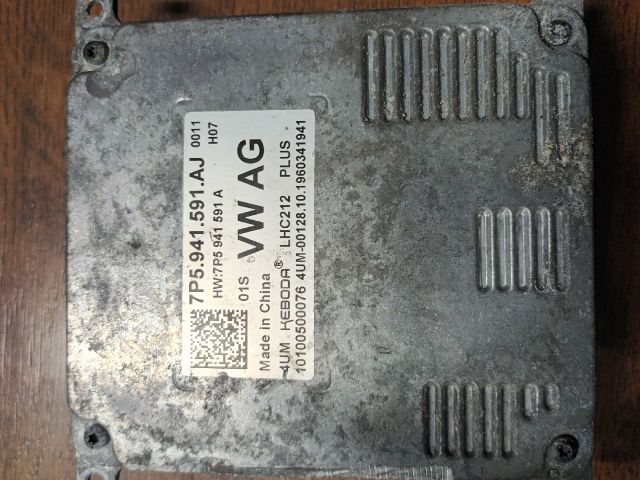 7P5.941.591.AJ 0011
HW:7P5 941 591 A H07
01S VW AG
Made in China
4UM KEBODA® LHC212 PLUS
10100500076 4UM-00128.10.1960341941